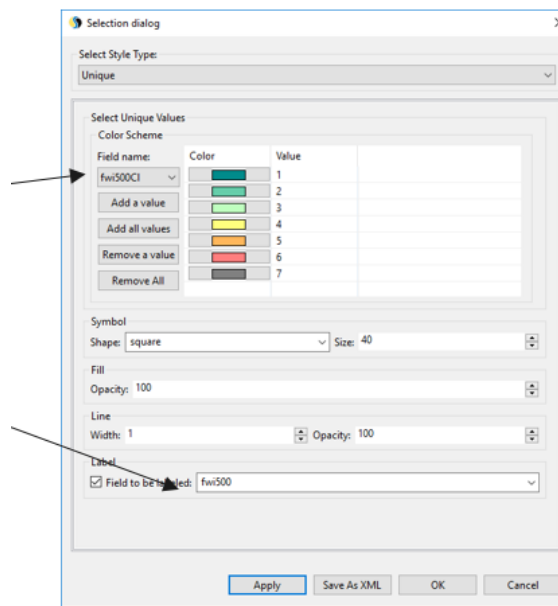 Selection dialog
Select Style Type:
Unique
Select Unique Values
Color Scheme
Field name: Color Value
fwi500Cl 1
2
Add a value 3
Add all values 4
5
Remove a value 6
Remove All 7
Symbol
Shape: square Size: 40
Fill
Opacity: 100
Line
Width: 1 Opacity: 100
Label
Field to be labeled: fwi500
Apply Save As XML OK Cancel